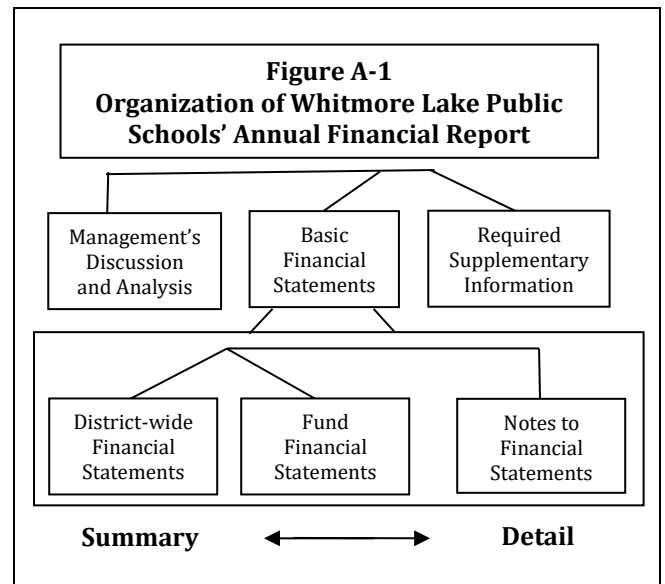 Figure A-1
Organization of Whitmore Lake Public
Schools’ Annual Financial Report
Management’s
Discussion
and Analysis
Basic
Financial
Statements
Required
Supplementary
Information
District-wide
Financial
Statements
Fund
Financial
Statements
Notes to
Financial
Statements
Summary
Detail